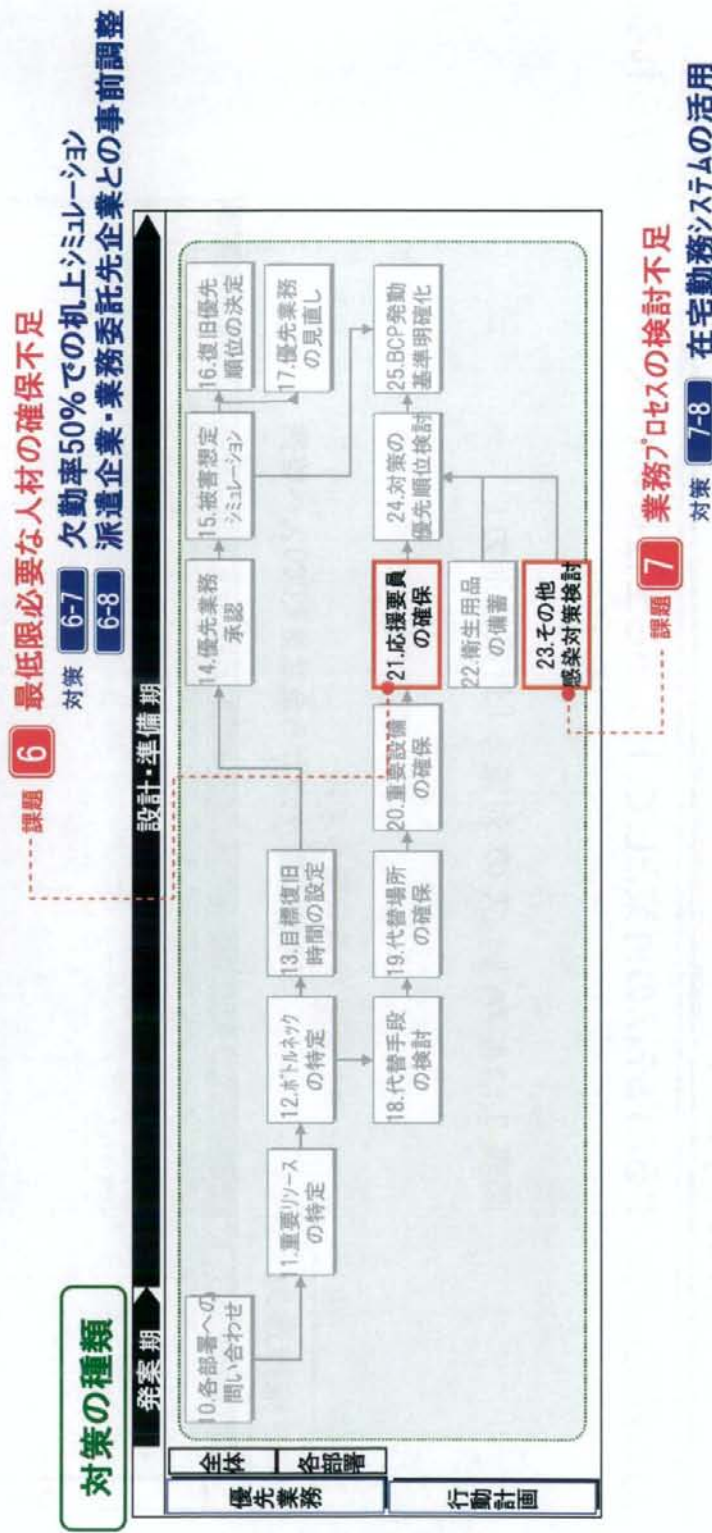 対策の種類
課題 6 最低限必要な人材の確保不足
対策 6-7 欠勤率50%での机上シミュレーション
6-8 派遣企業・業務委託先企業との事前調整
発案期
設計・準備期
優先業務
全体
各部署
行動計画
10.各部署への
問い合わせ
11.重要リソース
の特定
12.ボトルネック
の特定
13.目標復旧
時間の設定
14.優先業務
承認
15.被害想定
シミュレーション
16.復旧優先
順位の決定
17.優先業務
の見直し
18.代替手段
の検討
19.代替場所
の確保
20.重要設備
の確保
21.応援要員
の確保
22.衛生用品
の備蓄
23.その他
感染対策検討
24.対策の
優先順位検討
25.BCP発動
基準明確化
課題 7 業務プロセスの検討不足
対策 7-8 在宅勤務システムの活用